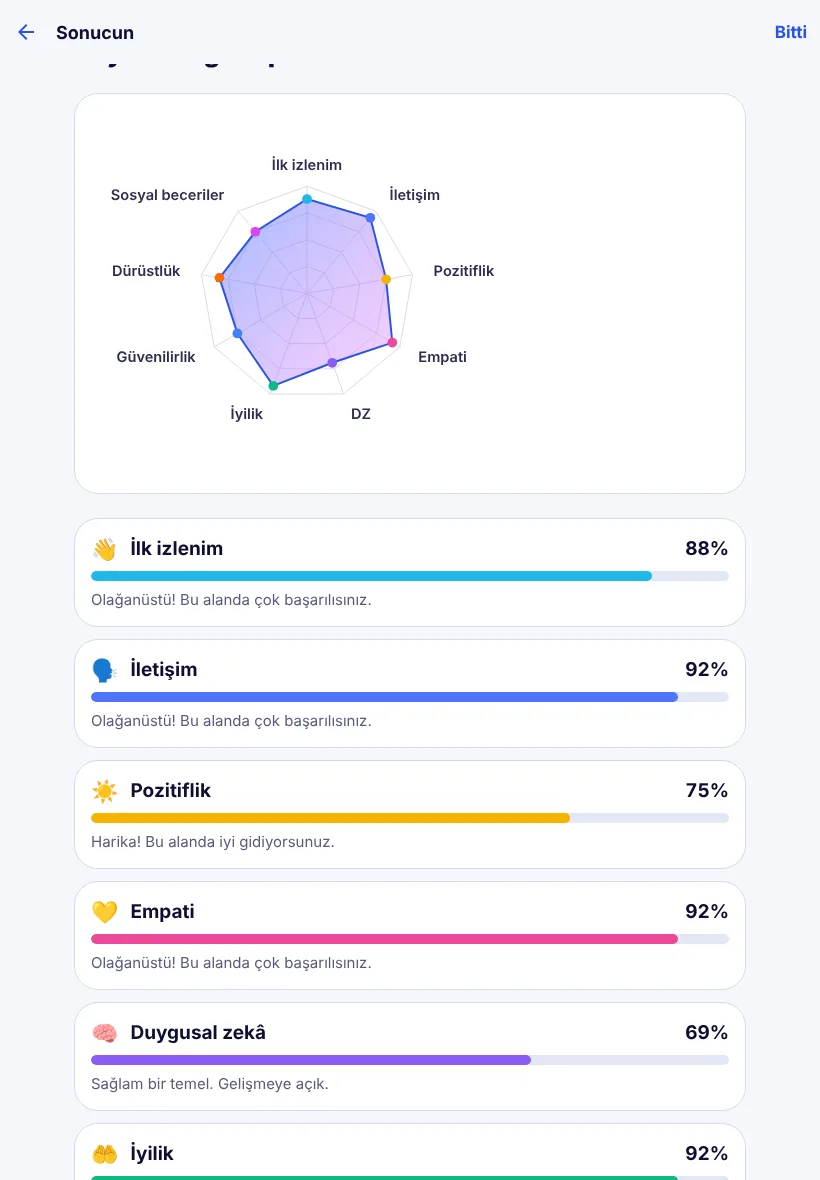 Sonucun
Bitti
İlk izlenim
Sosyal beceriler
İletişim
Dürüstlük
Pozitiflik
Güvenilirlik
Empati
İyilik
DZ
👋 İlk izlenim 88%
Olağanüstü! Bu alanda çok başarılısınız.
🗣️ İletişim 92%
Olağanüstü! Bu alanda çok başarılısınız.
☀️ Pozitiflik 75%
Harika! Bu alanda iyi gidiyorsunuz.
💛 Empati 92%
Olağanüstü! Bu alanda çok başarılısınız.
🧠 Duygusal zekâ 69%
Sağlam bir temel. Gelişmeye açık.
🤲 İyilik 92%